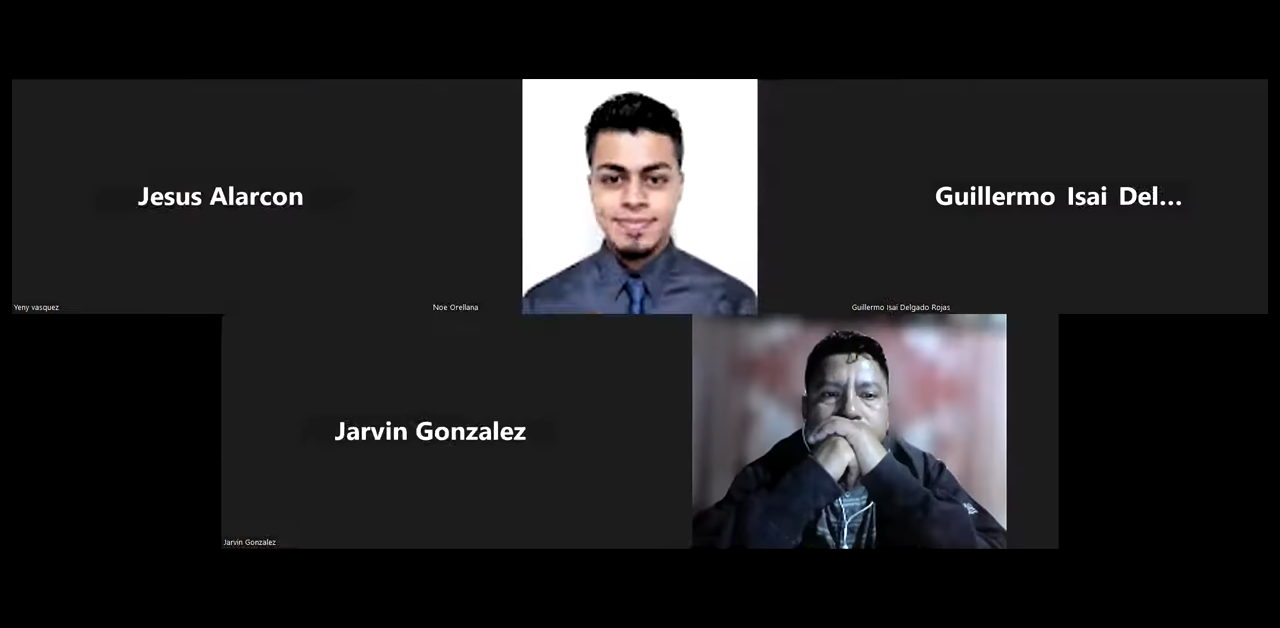 Jesus Alarcon
Guillermo Isai Del...
Yeny vasquez
Noe Orellana
Guillermo Isai Delgado Rojas
Jarvin Gonzalez
Jarvin Gonzalez